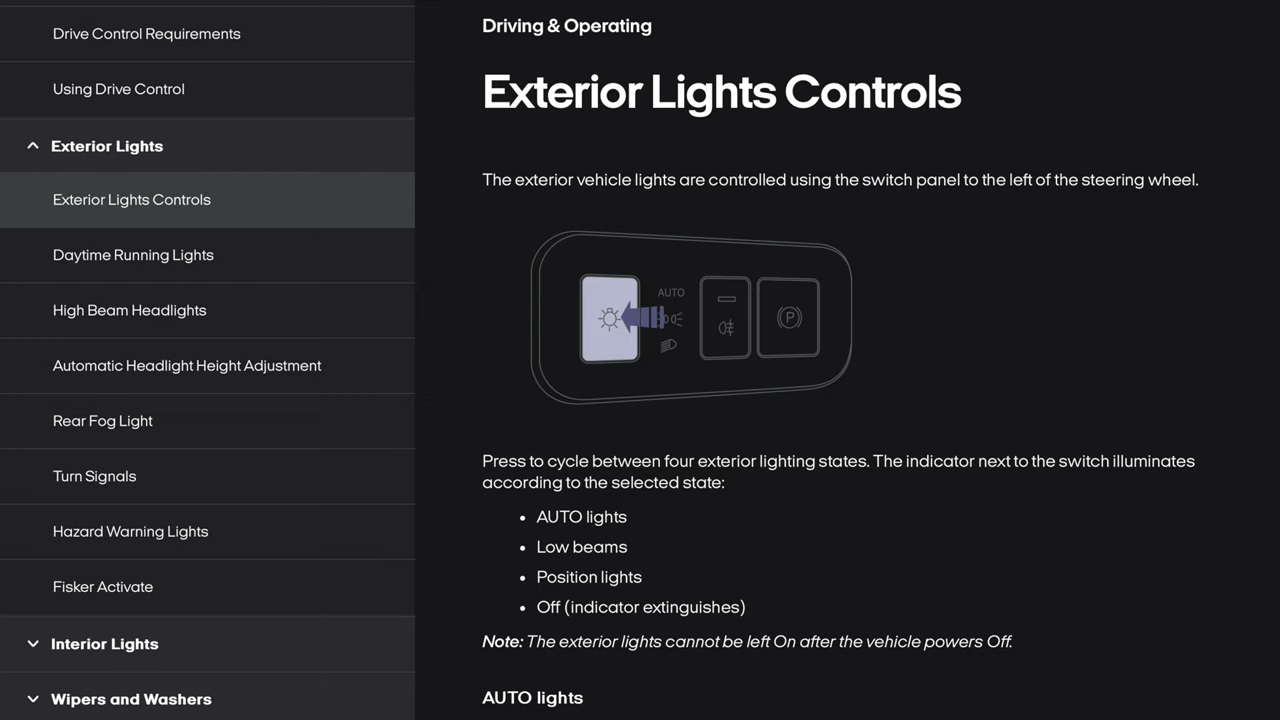 Drive Control Requirements
Using Drive Control
Exterior Lights
Exterior Lights Controls
Daytime Running Lights
High Beam Headlights
Automatic Headlight Height Adjustment
Rear Fog Light
Turn Signals
Hazard Warning Lights
Fisker Activate
Interior Lights
Wipers and Washers
Driving & Operating
Exterior Lights Controls
The exterior vehicle lights are controlled using the switch panel to the left of the steering wheel.
AUTO
P
Press to cycle between four exterior lighting states. The indicator next to the switch illuminates
according to the selected state:
• AUTO lights
• Low beams
• Position lights
• Off (indicator extinguishes)
Note: The exterior lights cannot be left On after the vehicle powers Off.
AUTO lights